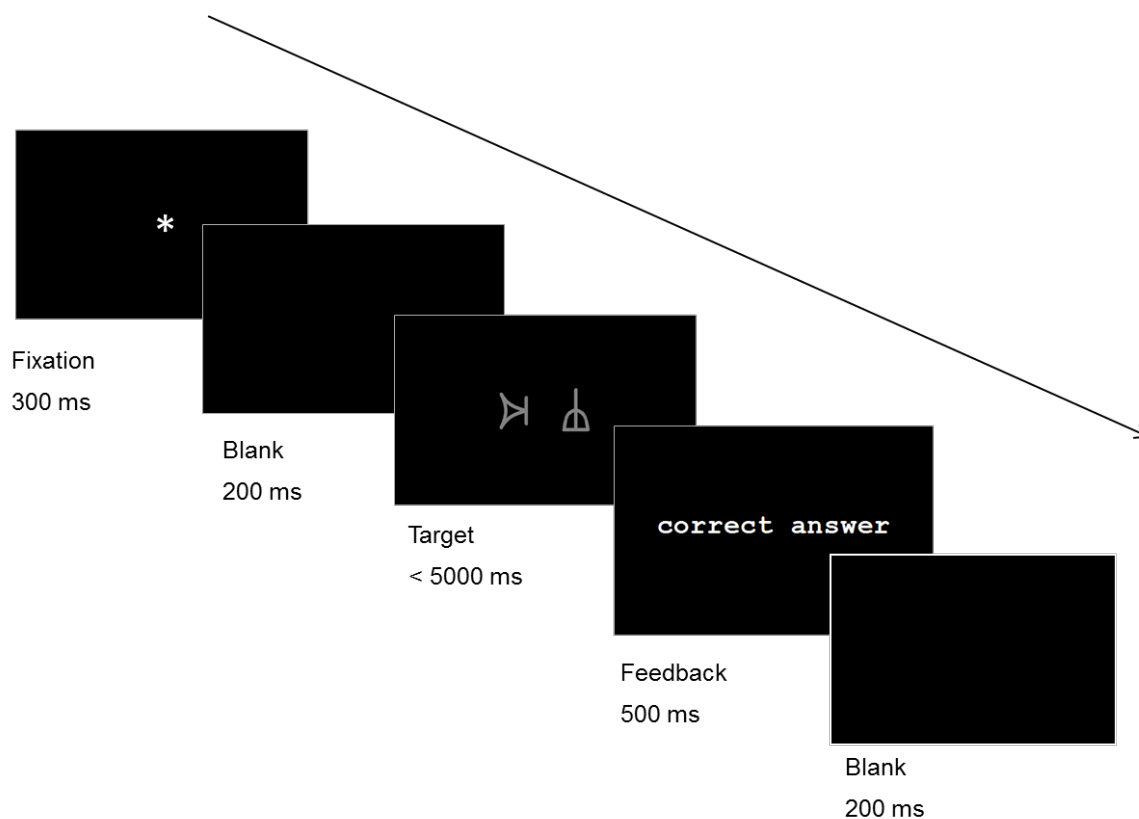 *
Fixation
300 ms
Blank
200 ms
Target
< 5000 ms
correct answer
Feedback
500 ms
Blank
200 ms